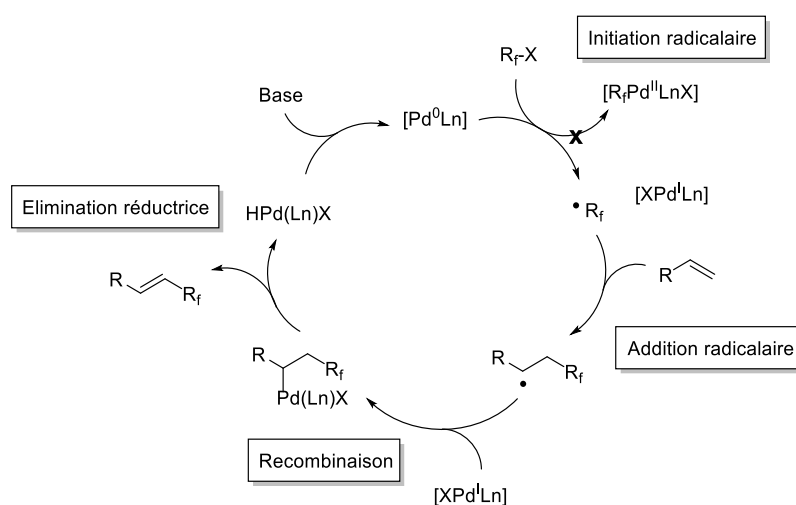 Initiation radicalaire
Rf-X
[RfPdIILnX]
Base
[Pd0Ln]
x
[XPdILn]
Elimination réductrice
HPd(Ln)X
• Rf
R
Rf
R
Addition radicalaire
R
Rf
Pd(Ln)X
R
Rf
Recombinaison
[XPdILn]